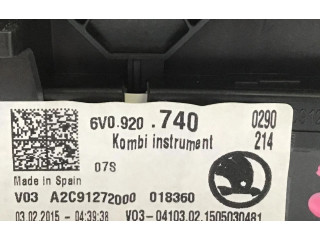 6V0.920 .740 0290
Kombi instrument 214
07S
Made in Spain
V03 A2C91272000 018360
03.02.2015 - 04:39:38 V03-04103.02.1505030481